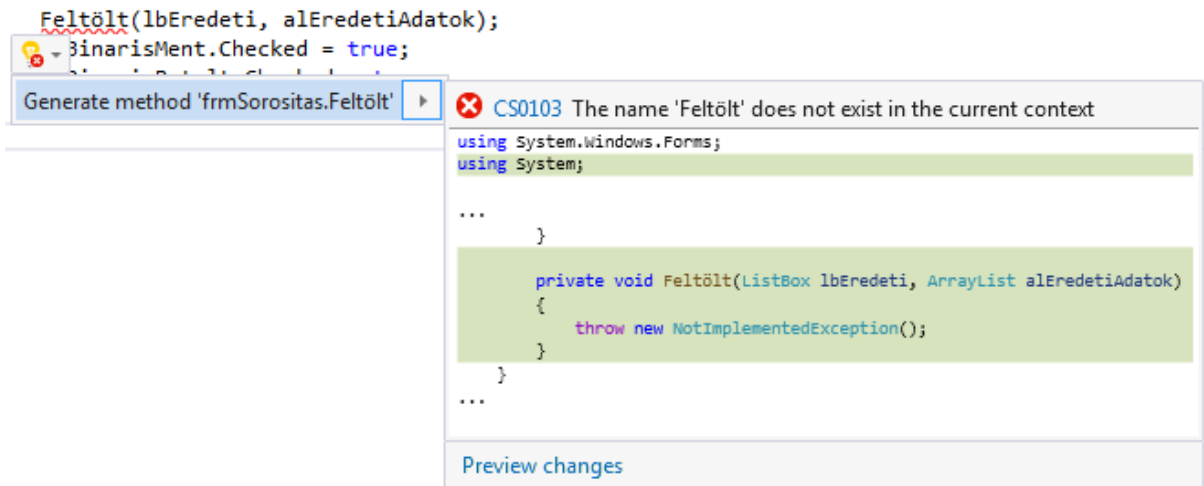 Feltölt(lbEredeti, alEredetiAdatok);
BinarisMent.Checked = true;
Generate method 'frmSorositas.Feltölt'
CS0103 The name 'Feltölt' does not exist in the current context
using System.Windows.Forms;
using System;
...
}
private void Feltölt(ListBox lbEredeti, ArrayList alEredetiAdatok)
{
throw new NotImplementedException();
}
}
...
Preview changes